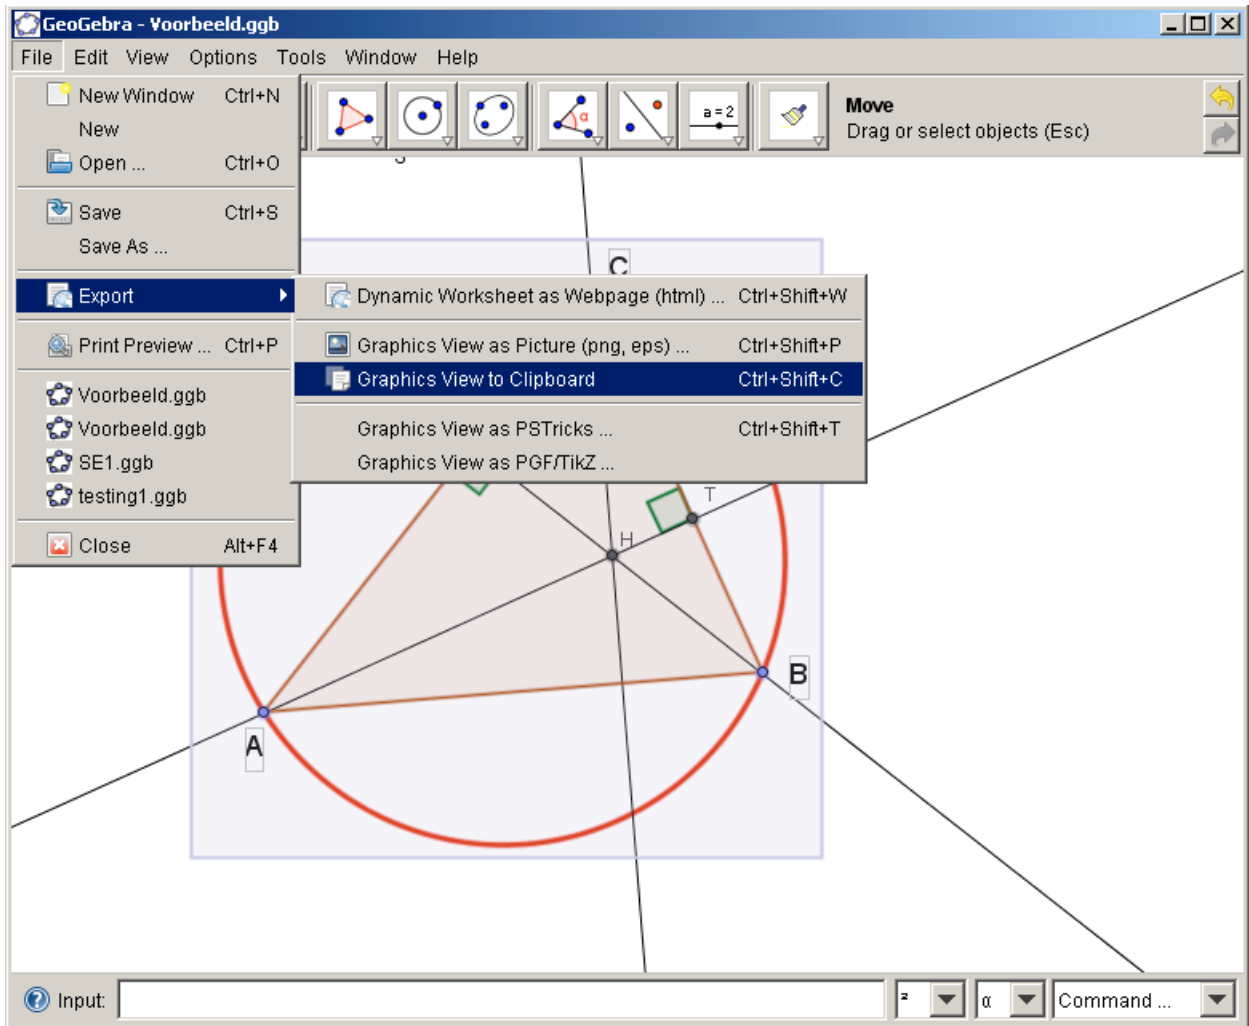 GeoGebra - Voorbeeld.ggb
File Edit View Options Tools Window Help
New Window Ctrl+N
New
Open ... Ctrl+O
Save Ctrl+S
Save As ...
Export
Print Preview ... Ctrl+P
Voorbeeld.ggb
Voorbeeld.ggb
SE1.ggb
testing1.ggb
Close Alt+F4
α
a=2
Move
Drag or select objects (Esc)
C
Dynamic Worksheet as Webpage (html) ... Ctrl+Shift+W
Graphics View as Picture (png, eps) ... Ctrl+Shift+P
Graphics View to Clipboard Ctrl+Shift+C
Graphics View as PSTricks ... Ctrl+Shift+T
Graphics View as PGF/TikZ ...
T
H
B
A
Input: ² α Command ...